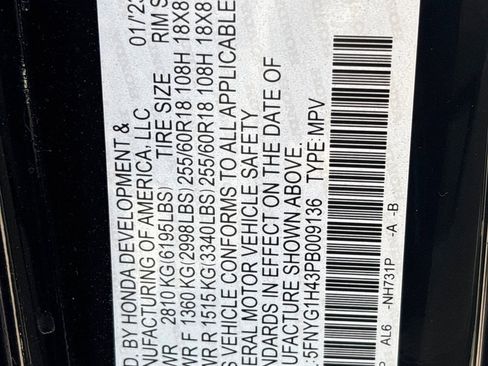 D. BY HONDA DEVELOPMENT & 01/'23
NUFACTURING OF AMERICA, LLC
WR 2810 KG(6195LBS) TIRE SIZE RIM S
WR F 1360 KG(2998LBS) 255/60R18 108H 18X8
WR R 1515 KG(3340LBS) 255/60R18 108H 18X8
S VEHICLE CONFORMS TO ALL APPLICABLE
ERAL MOTOR VEHICLE SAFETY
NDARDS IN EFFECT ON THE DATE OF
UFACTURE SHOWN ABOVE.
:5FNYG1H43PB009136 TYPE:MPV
P AL6 -NH731P -A -B